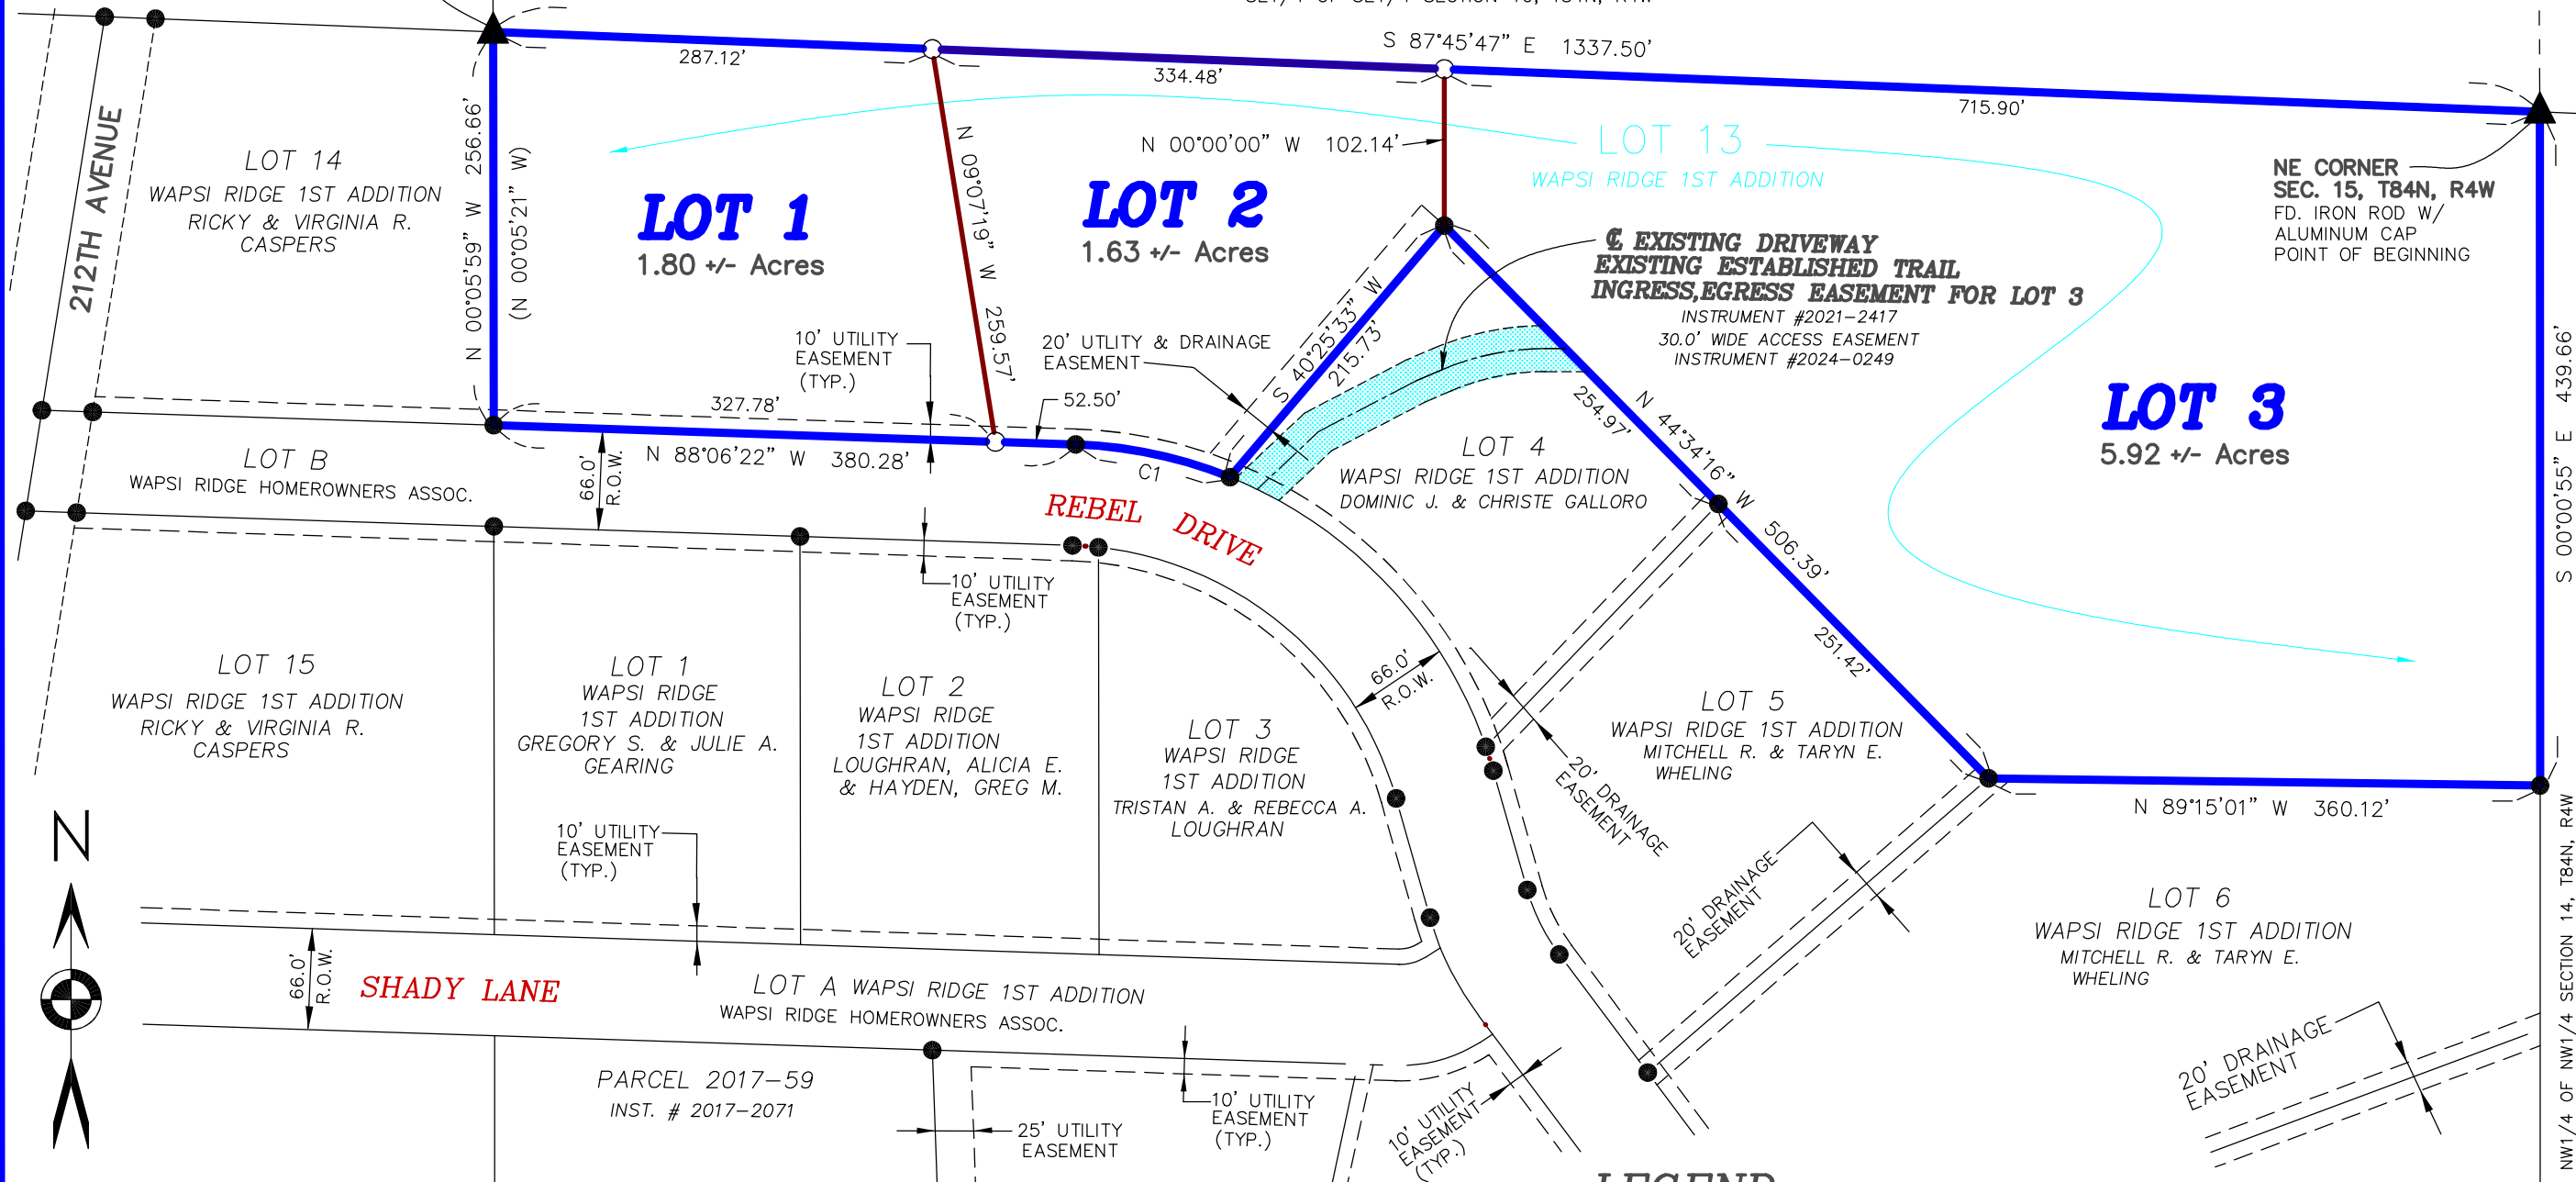 S 87°45'47" E 1337.50'
287.12'
334.48'
715.90'
212TH AVENUE
LOT 14
WAPSI RIDGE 1ST ADDITION
RICKY & VIRGINIA R.
CASPERS
N 00°05'59" W 256.66'
(N 00°05'21" W)
LOT 1
1.80 +/- Acres
N 09°07'19" W 259.57'
LOT 2
1.63 +/- Acres
N 00°00'00" W 102.14'
LOT 13
WAPSI RIDGE 1ST ADDITION
NE CORNER
SEC. 15, T84N, R4W
FD. IRON ROD W/
ALUMINUM CAP
POINT OF BEGINNING
℄ EXISTING DRIVEWAY
EXISTING ESTABLISHED TRAIL
INGRESS,EGRESS EASEMENT FOR LOT 3
INSTRUMENT #2021-2417
30.0' WIDE ACCESS EASEMENT
INSTRUMENT #2024-0249
10' UTILITY
EASEMENT
(TYP.)
20' UTLITY & DRAINAGE
EASEMENT
S 40°25'33" W
215.73'
327.78'
52.50'
N 88°06'22" W 380.28'
C1
66.0'
R.O.W.
LOT B
WAPSI RIDGE HOMEROWNERS ASSOC.
REBEL DRIVE
LOT 4
WAPSI RIDGE 1ST ADDITION
DOMINIC J. & CHRISTE GALLORO
254.97'
N 44°34'16" W 506.39'
251.42'
LOT 3
5.92 +/- Acres
S 00°00'55" E 439.66'
10' UTILITY
EASEMENT
(TYP.)
LOT 15
WAPSI RIDGE 1ST ADDITION
RICKY & VIRGINIA R.
CASPERS
LOT 1
WAPSI RIDGE
1ST ADDITION
GREGORY S. & JULIE A.
GEARING
LOT 2
WAPSI RIDGE
1ST ADDITION
LOUGHRAN, ALICIA E.
& HAYDEN, GREG M.
LOT 3
WAPSI RIDGE
1ST ADDITION
TRISTAN A. & REBECCA A.
LOUGHRAN
66.0'
R.O.W.
LOT 5
WAPSI RIDGE 1ST ADDITION
MITCHELL R. & TARYN E.
WHELING
20' DRAINAGE
EASEMENT
N 89°15'01" W 360.12'
N
10' UTILITY
EASEMENT
(TYP.)
20' DRAINAGE
EASEMENT
LOT 6
WAPSI RIDGE 1ST ADDITION
MITCHELL R. & TARYN E.
WHELING
66.0'
R.O.W.
SHADY LANE
LOT A WAPSI RIDGE 1ST ADDITION
WAPSI RIDGE HOMEROWNERS ASSOC.
PARCEL 2017-59
INST. # 2017-2071
25' UTILITY
EASEMENT
10' UTILITY
EASEMENT
(TYP.)
10' UTILITY
EASEMENT
(TYP.)
20' DRAINAGE
EASEMENT
NW1/4 OF NW1/4 SECTION 14, T84N, R4W
LEGEND